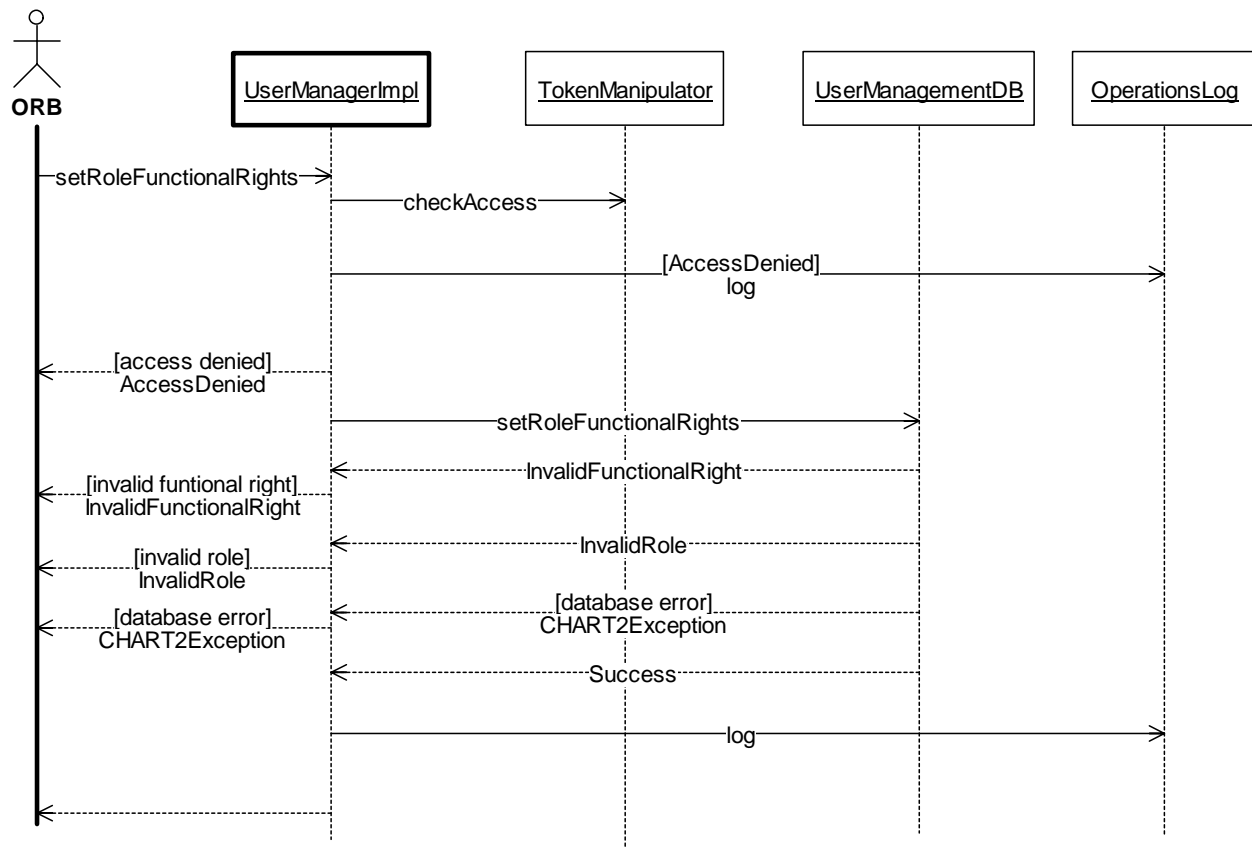 ORB
UserManagerImpl
TokenManipulator
UserManagementDB
OperationsLog
setRoleFunctionalRights
checkAccess
[AccessDenied]
log
[access denied]
AccessDenied
setRoleFunctionalRights
InvalidFunctionalRight
[invalid funtional right]
InvalidFunctionalRight
InvalidRole
[invalid role]
InvalidRole
[database error]
CHART2Exception
[database error]
CHART2Exception
Success
log